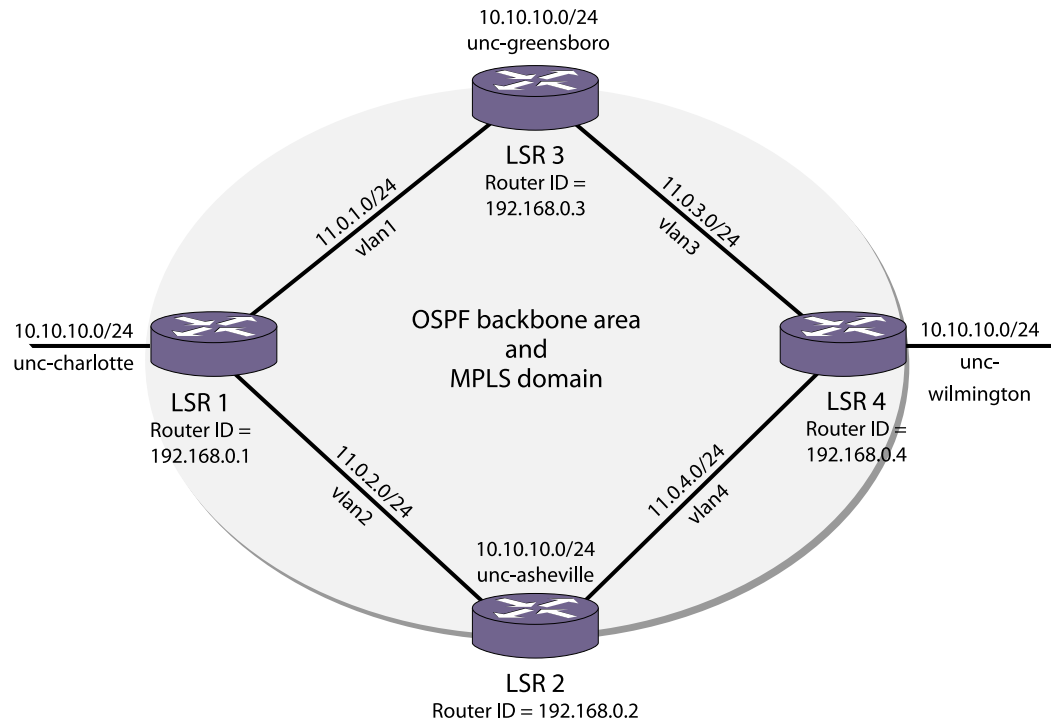 10.10.10.0/24
unc-greensboro
LSR 3
Router ID =
192.168.0.3
11.0.1.0/24
vlan1
11.0.3.0/24
vlan3
10.10.10.0/24
unc-charlotte
OSPF backbone area
and
MPLS domain
10.10.10.0/24
unc-
wilmington
LSR 1
Router ID =
192.168.0.1
LSR 4
Router ID =
192.168.0.4
11.0.2.0/24
vlan2
11.0.4.0/24
vlan4
10.10.10.0/24
unc-asheville
LSR 2
Router ID = 192.168.0.2